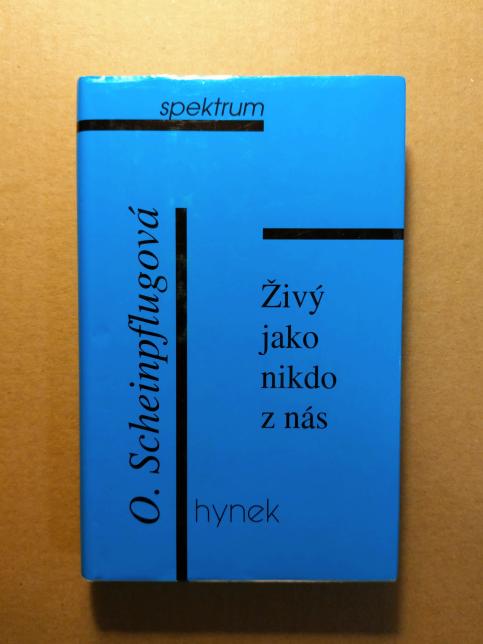 spektrum
O. Scheinpflugová
Živý
jako
nikdo
z nás
hynek